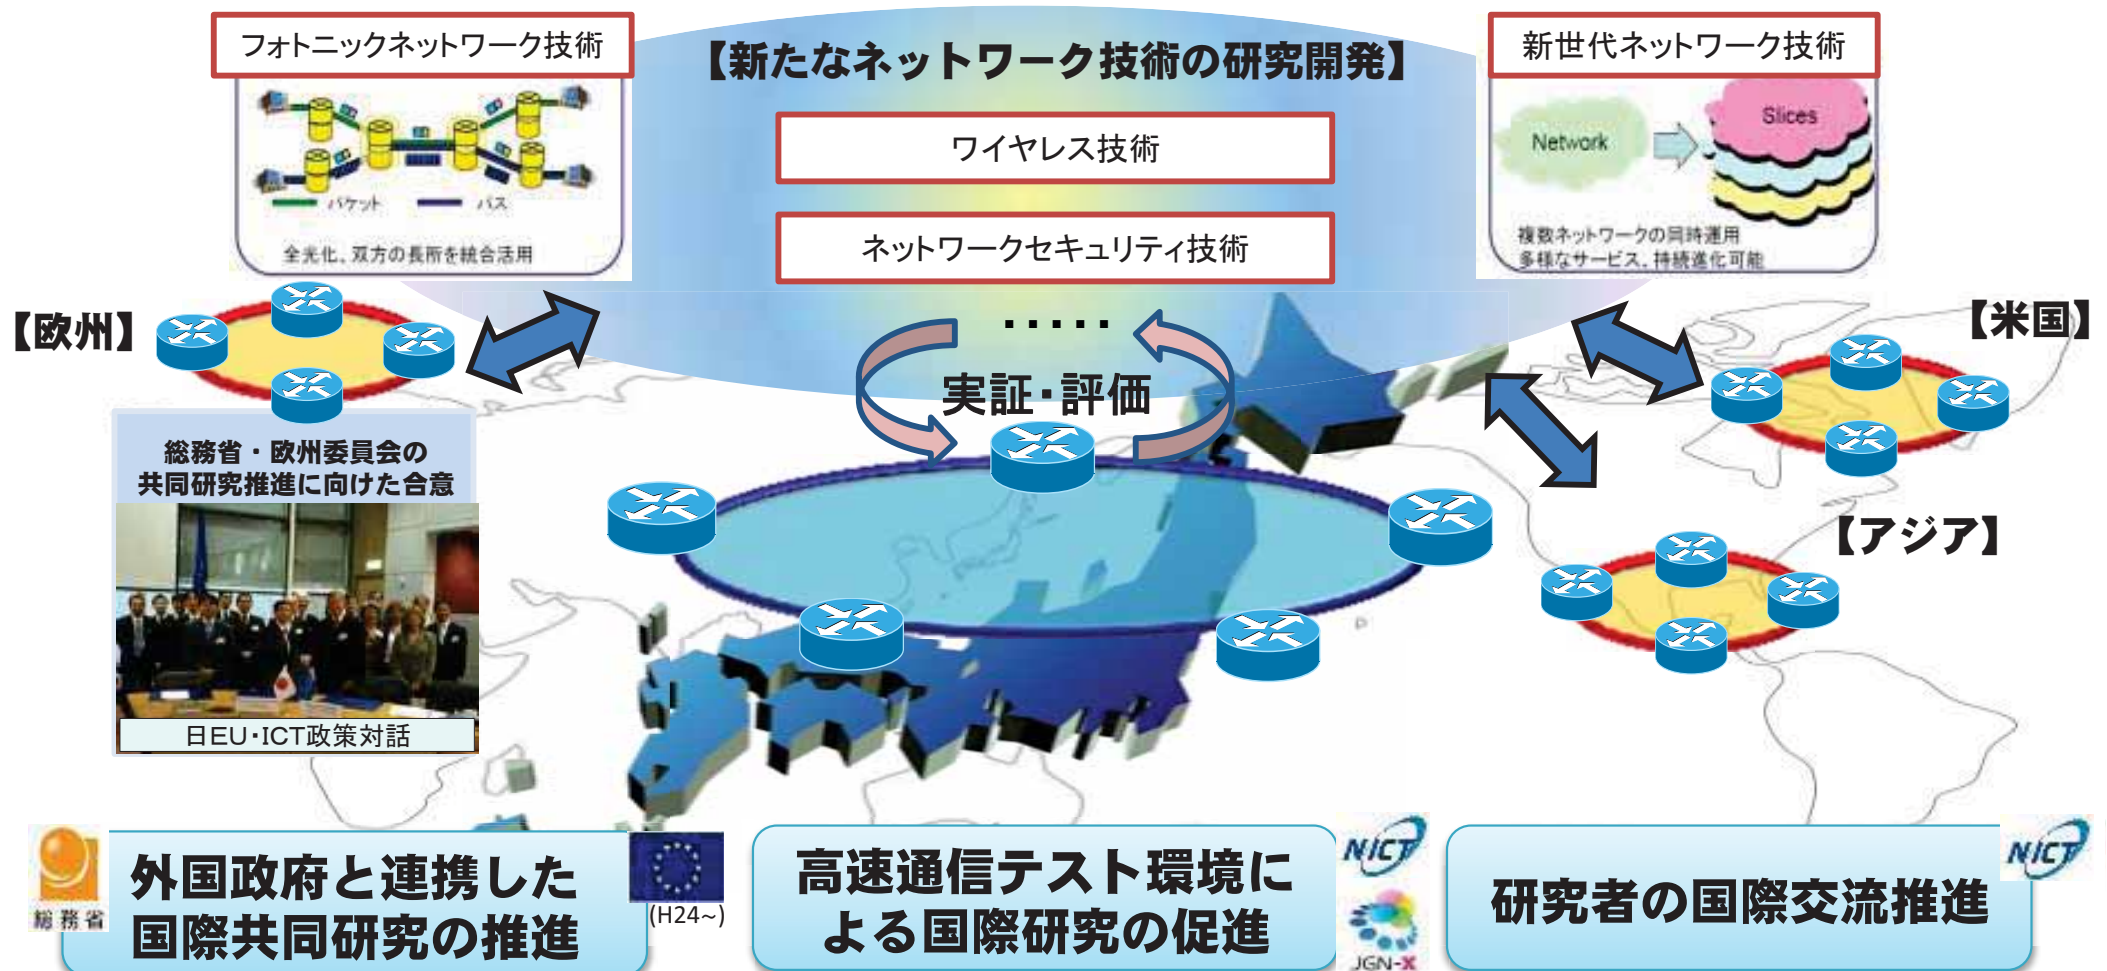 フォトニックネットワーク技術
【新たなネットワーク技術の研究開発】
新世代ネットワーク技術
パケット
パス
全光化、双方の長所を統合活用
ワイヤレス技術
ネットワークセキュリティ技術
・・・・・
Network
Slices
複数ネットワークの同時運用
多様なサービス、持続進化可能
【欧州】
【米国】
実証・評価
総務省・欧州委員会の
共同研究推進に向けた合意
【アジア】
日EU・ICT政策対話
総務省
外国政府と連携した
国際共同研究の推進
(H24~)
高速通信テスト環境に
よる国際研究の促進
NICT
JGN-X
研究者の国際交流推進
NICT